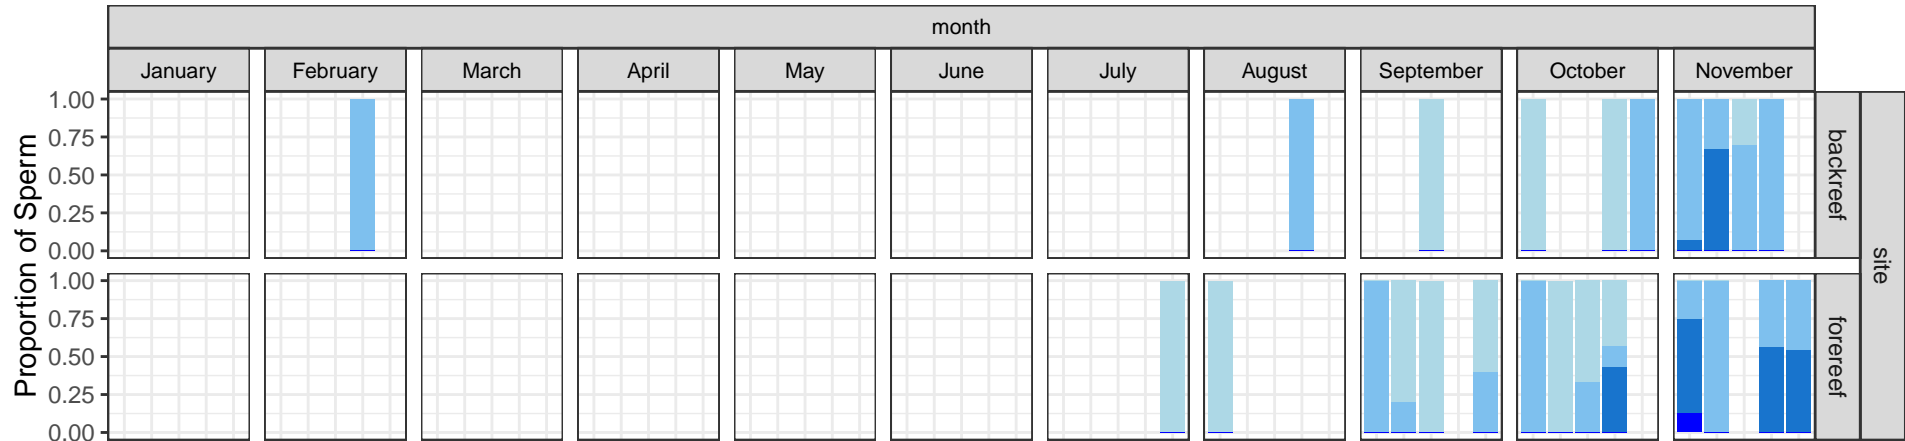 month
January February March April May June July August September October November
Proportion of Sperm
1.00
0.75
0.50
0.25
0.00
backreef
1.00
0.75
0.50
0.25
0.00
forereef
site